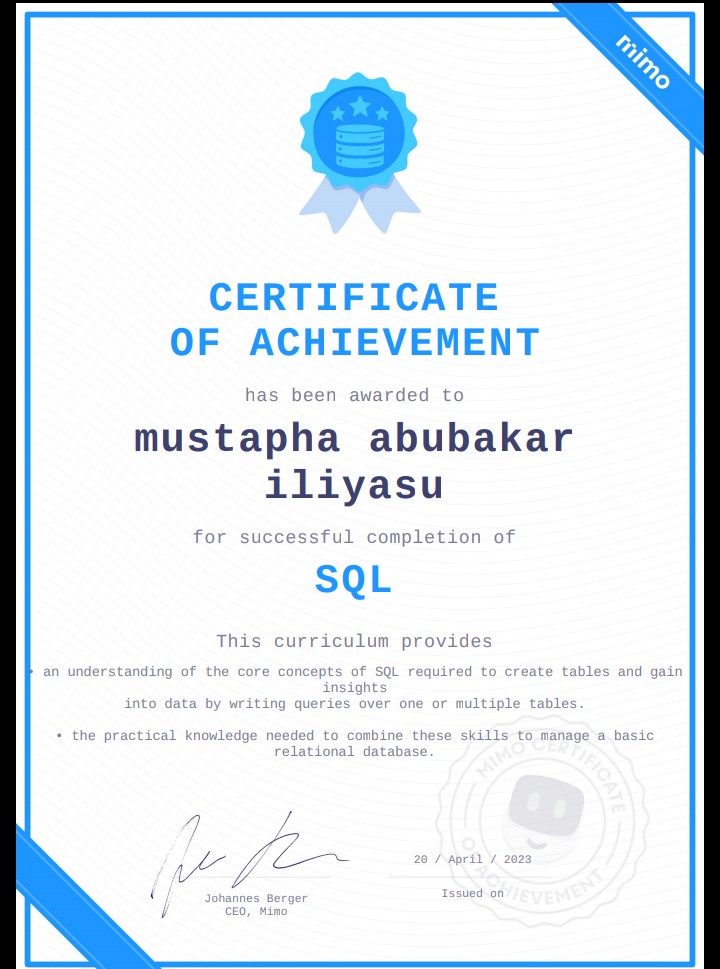 mimo
CERTIFICATE
OF ACHIEVEMENT
has been awarded to
mustapha abubakar
iliyasu
for successful completion of
SQL
This curriculum provides
• an understanding of the core concepts of SQL required to create tables and gain
insights
into data by writing queries over one or multiple tables.
• the practical knowledge needed to combine these skills to manage a basic
relational database.
MIMO CERTIFICATE
OF ACHIEVEMENT
20 / April / 2023
Issued on
Johannes Berger
CEO, Mimo